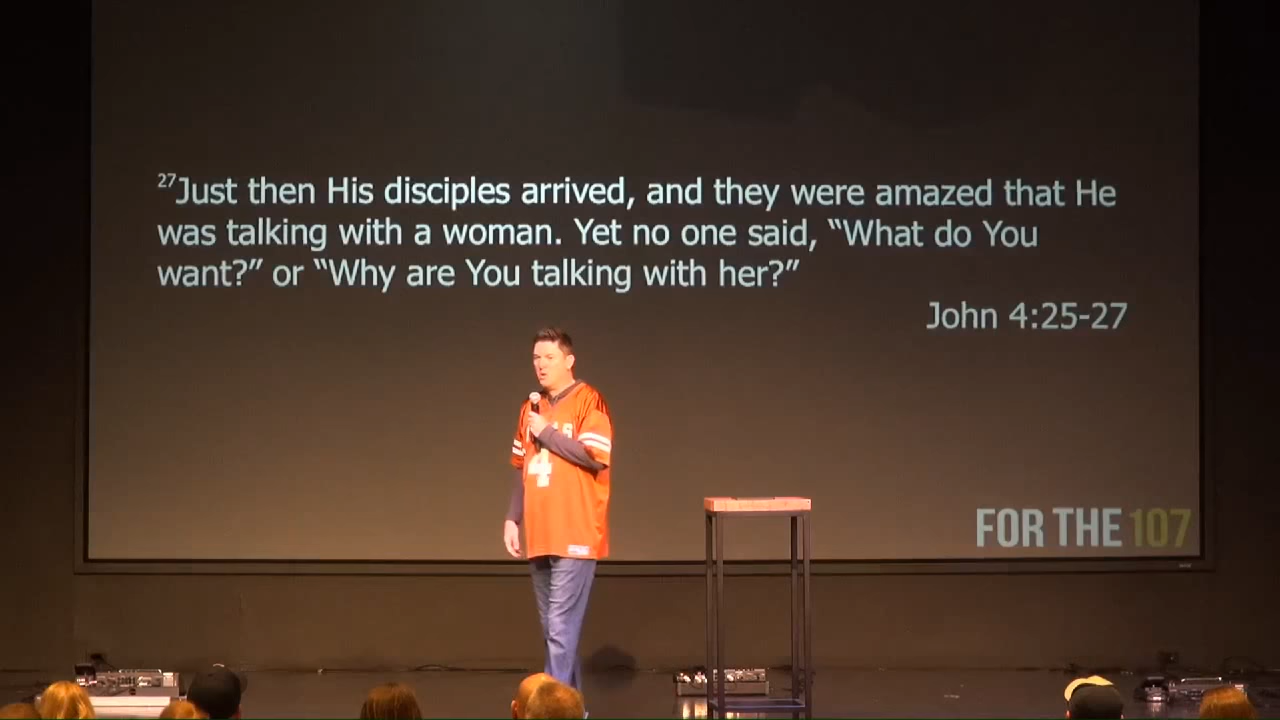 27Just then His disciples arrived, and they were amazed that He
was talking with a woman. Yet no one said, “What do You
want?” or “Why are You talking with her?”
John 4:25-27
4
FOR THE 107